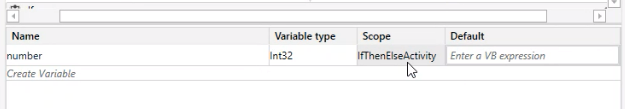 Name Variable type Scope Default
number Int32 IfThenElseActivity Enter a VB expression
Create Variable